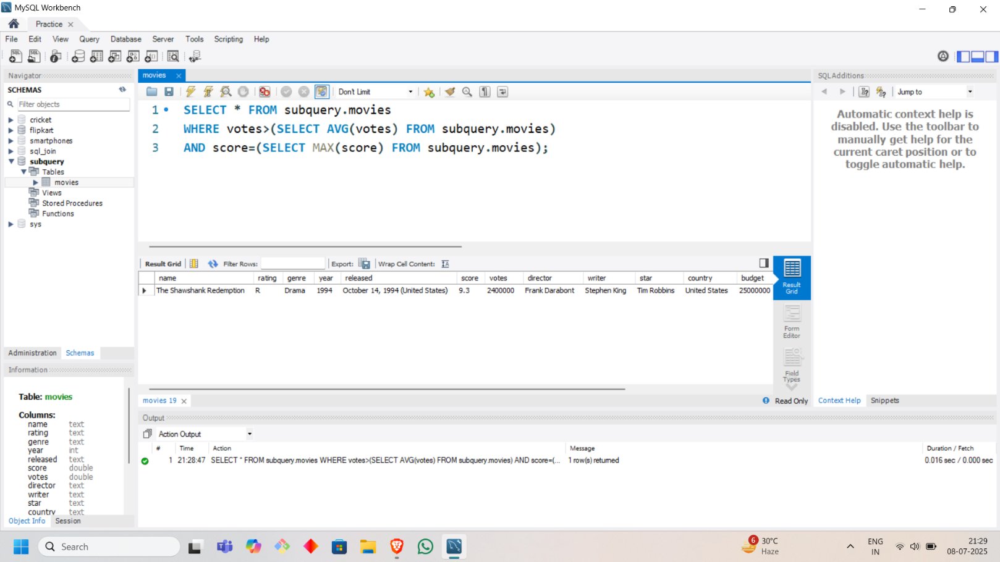 MySQL Workbench
Practice
File Edit View Query Database Server Tools Scripting Help
Navigator
SCHEMAS
Filter objects
cricket
flipkart
smartphones
sql_join
subquery
Tables
movies
Views
Stored Procedures
Functions
sys
Administration Schemas
Information
Table: movies
Columns:
name text
rating text
genre text
year int
released text
score double
votes double
director text
writer text
star text
country text
Object Info Session
movies
Don't Limit
1 SELECT * FROM subquery.movies
2 WHERE votes>(SELECT AVG(votes) FROM subquery.movies)
3 AND score=(SELECT MAX(score) FROM subquery.movies);
Result Grid Filter Rows: Export: Wrap Cell Content:
name rating genre year released score votes director writer star country budget
The Shawshank Redemption R Drama 1994 October 14, 1994 (United States) 9.3 2400000 Frank Darabont Stephen King Tim Robbins United States 25000000
Result
Grid
Form
Editor
Field
Types
movies 19
Read Only
SQLAdditions
Jump to
Automatic context help is
disabled. Use the toolbar to
manually get help for the
current caret position or to
toggle automatic help.
Context Help Snippets
Output
Action Output
# Time Action Message Duration / Fetch
1 21:28:47 SELECT * FROM subquery.movies WHERE votes>(SELECT AVG(votes) FROM subquery.movies) AND score=(... 1 row(s) returned 0.016 sec / 0.000 sec
Search
6
30°C
Haze
ENG
IN
21:29
08-07-2025